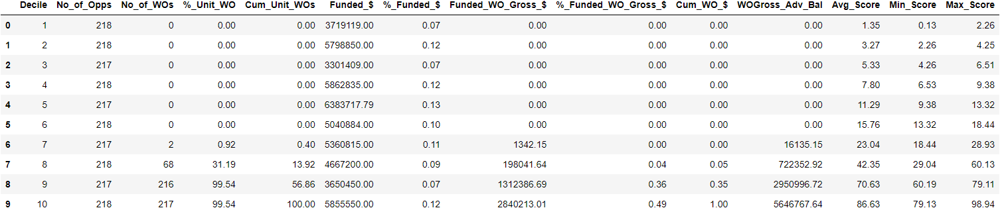 Decile No_of_Opps No_of_WOs %_Unit_WO Cum_Unit_WOs Funded_$ %_Funded_$ Funded_WO_Gross_$ %_Funded_WO_Gross_$ Cum_WO_$ WOGross_Adv_Bal Avg_Score Min_Score Max_Score
0 1 218 0 0.00 0.00 3719119.00 0.07 0.00 0.00 0.00 0.00 1.35 0.13 2.26
1 2 218 0 0.00 0.00 5798850.00 0.12 0.00 0.00 0.00 0.00 3.27 2.26 4.25
2 3 217 0 0.00 0.00 3301409.00 0.07 0.00 0.00 0.00 0.00 5.33 4.26 6.51
3 4 218 0 0.00 0.00 5862835.00 0.12 0.00 0.00 0.00 0.00 7.80 6.53 9.38
4 5 217 0 0.00 0.00 6383717.79 0.13 0.00 0.00 0.00 0.00 11.29 9.38 13.32
5 6 218 0 0.00 0.00 5040884.00 0.10 0.00 0.00 0.00 0.00 15.76 13.32 18.44
6 7 217 2 0.92 0.40 5360815.00 0.11 1342.15 0.00 0.00 16135.15 23.04 18.44 28.93
7 8 218 68 31.19 13.92 4667200.00 0.09 198041.64 0.04 0.05 722352.92 42.35 29.04 60.13
8 9 217 216 99.54 56.86 3650450.00 0.07 1312386.69 0.36 0.35 2950996.72 70.63 60.19 79.11
9 10 218 217 99.54 100.00 5855550.00 0.12 2840213.01 0.49 1.00 5646767.64 86.63 79.13 98.94